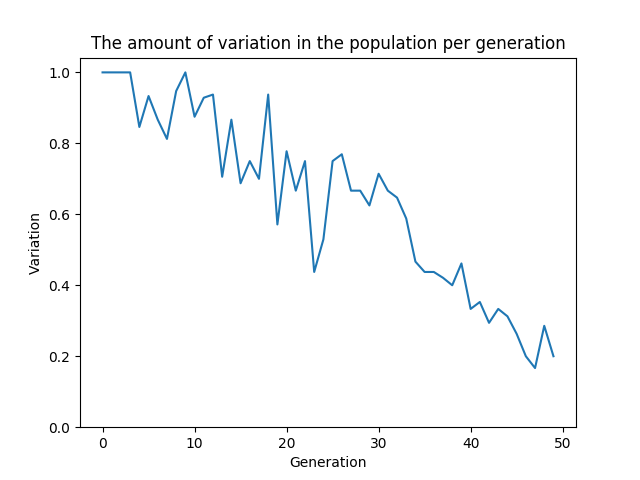 The amount of variation in the population per generation
1.0
0.8
0.6
0.4
0.2
0.0
Variation
0 10 20 30 40 50
Generation